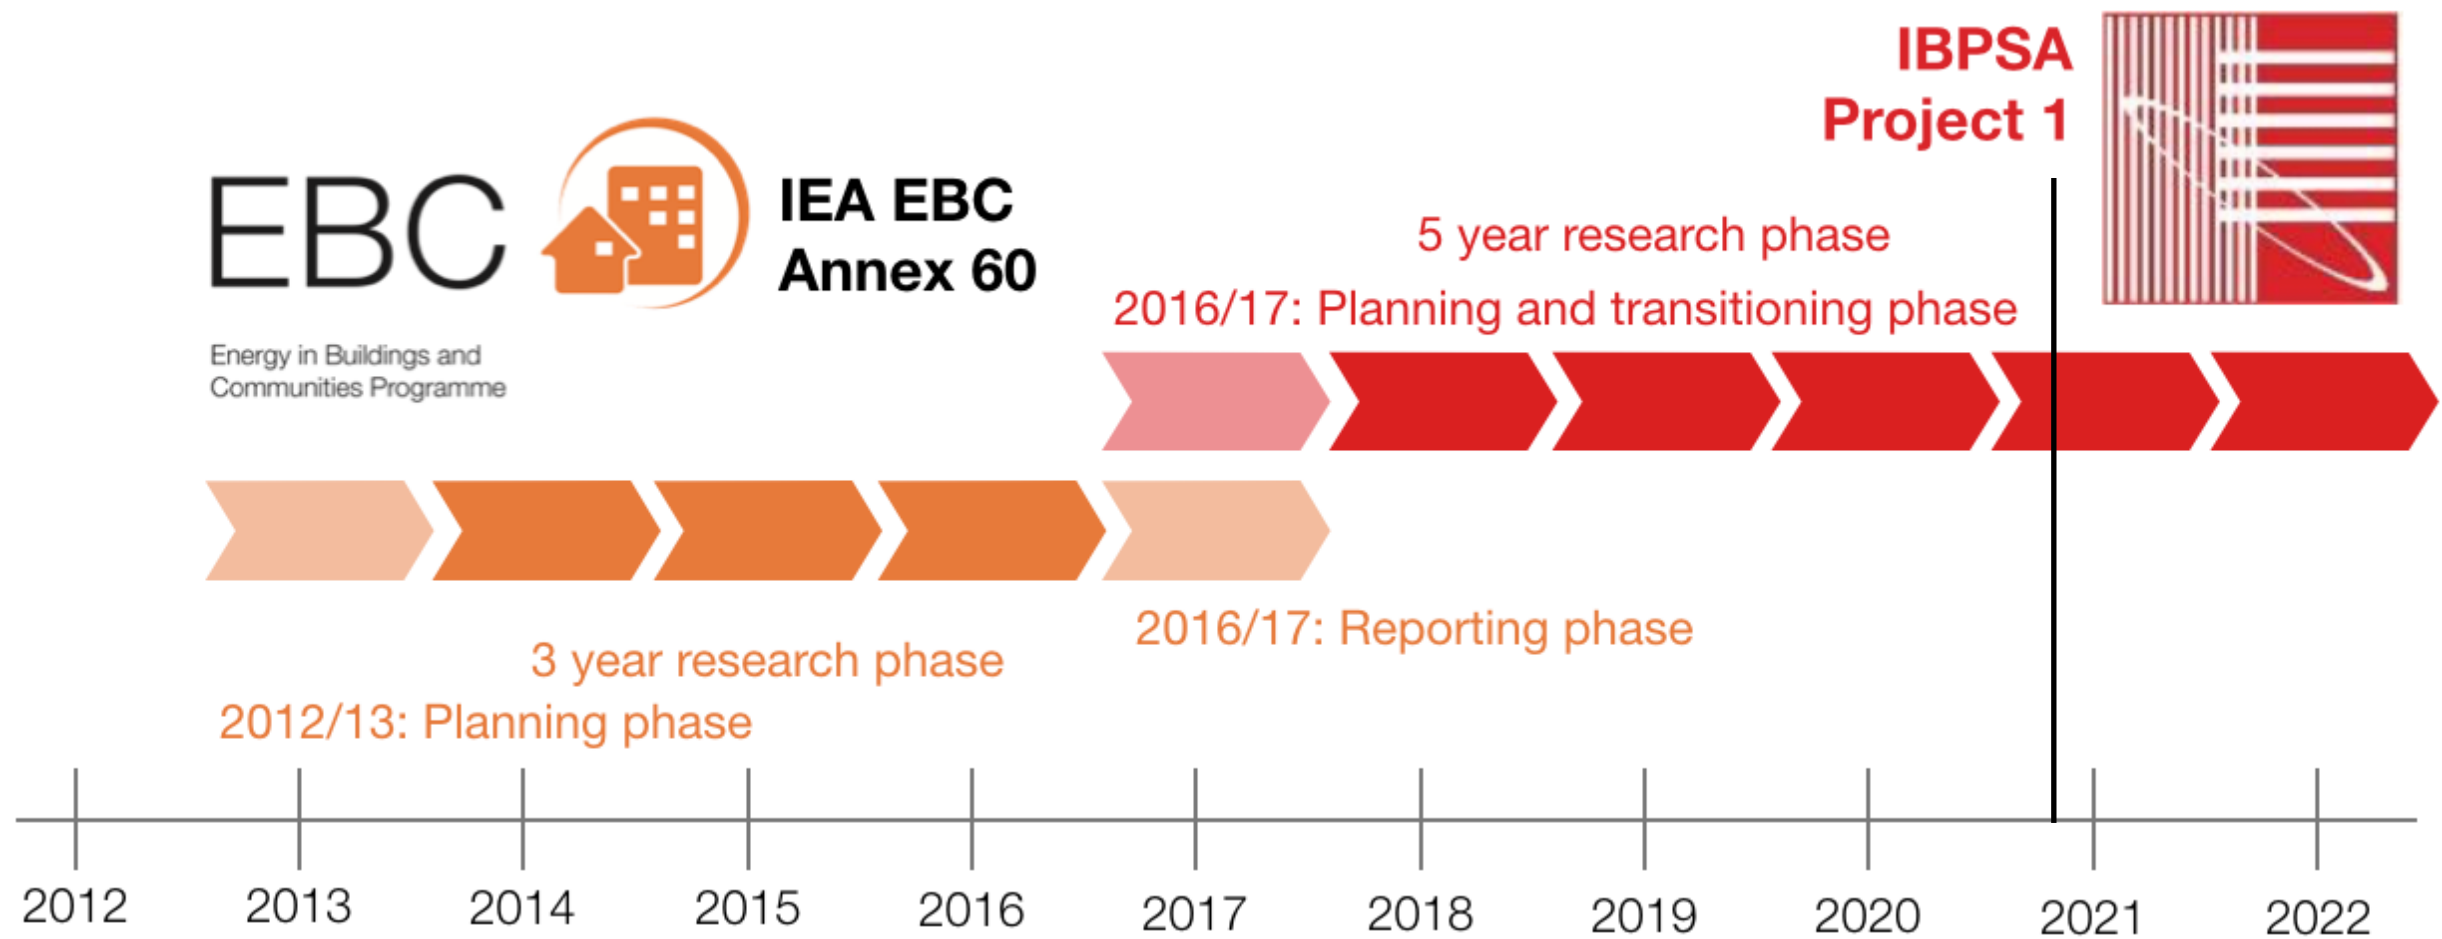 IBPSA
Project 1
EBC
IEA EBC
Annex 60
Energy in Buildings and
Communities Programme
5 year research phase
2016/17: Planning and transitioning phase
2016/17: Reporting phase
3 year research phase
2012/13: Planning phase
2012 2013 2014 2015 2016 2017 2018 2019 2020 2021 2022